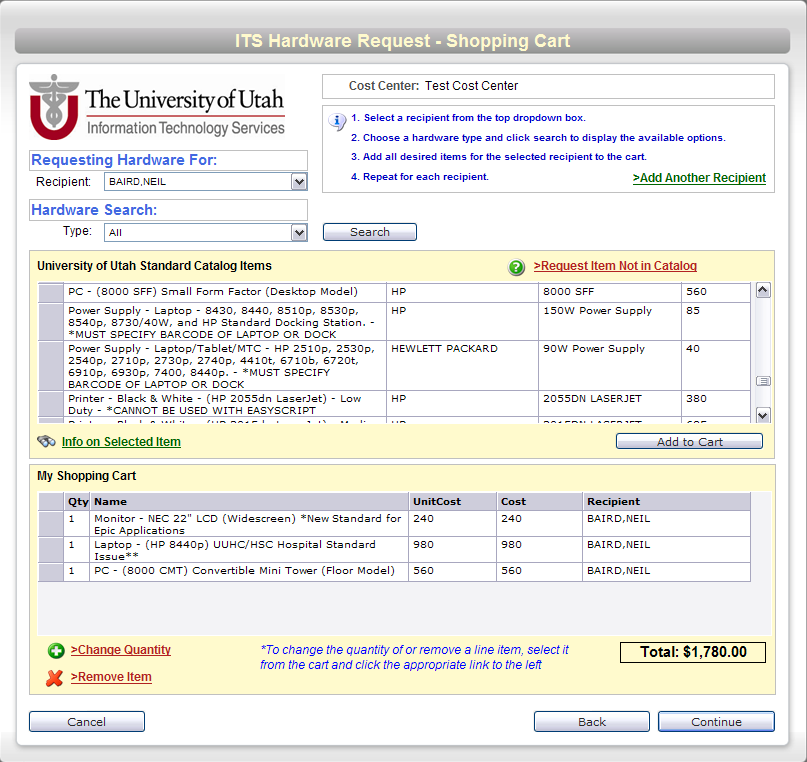 ITS Hardware Request - Shopping Cart
The University of Utah
Information Technology Services
Cost Center: Test Cost Center
1. Select a recipient from the top dropdown box.
2. Choose a hardware type and click search to display the available options.
3. Add all desired items for the selected recipient to the cart.
4. Repeat for each recipient.
>Add Another Recipient
Requesting Hardware For:
Recipient: BAIRD,NEIL
Hardware Search:
Type: All
Search
University of Utah Standard Catalog Items
>Request Item Not in Catalog
PC - (8000 SFF) Small Form Factor (Desktop Model) HP 8000 SFF 560
Power Supply - Laptop - 8430, 8440, 8510p, 8530p, HP 150W Power Supply 85
8540p, 8730/40W, and HP Standard Docking Station. -
*MUST SPECIFY BARCODE OF LAPTOP OR DOCK
Power Supply - Laptop/Tablet/MTC - HP 2510p, 2530p, HEWLETT PACKARD 90W Power Supply 40
2540p, 2710p, 2730p, 2740p, 4410t, 6710b, 6720t,
6910p, 6930p, 7400, 8440p. - *MUST SPECIFY
BARCODE OF LAPTOP OR DOCK
Printer - Black & White - (HP 2055dn LaserJet) - Low HP 2055DN LASERJET 380
Duty - *CANNOT BE USED WITH EASYSCRIPT
Info on Selected Item
Add to Cart
My Shopping Cart
Qty Name UnitCost Cost Recipient
1 Monitor - NEC 22" LCD (Widescreen) *New Standard for 240 240 BAIRD,NEIL
Epic Applications
1 Laptop - (HP 8440p) UUHC/HSC Hospital Standard 980 980 BAIRD,NEIL
Issue**
1 PC - (8000 CMT) Convertible Mini Tower (Floor Model) 560 560 BAIRD,NEIL
>Change Quantity
>Remove Item
*To change the quantity of or remove a line item, select it
from the cart and click the appropriate link to the left
Total: $1,780.00
Cancel
Back
Continue